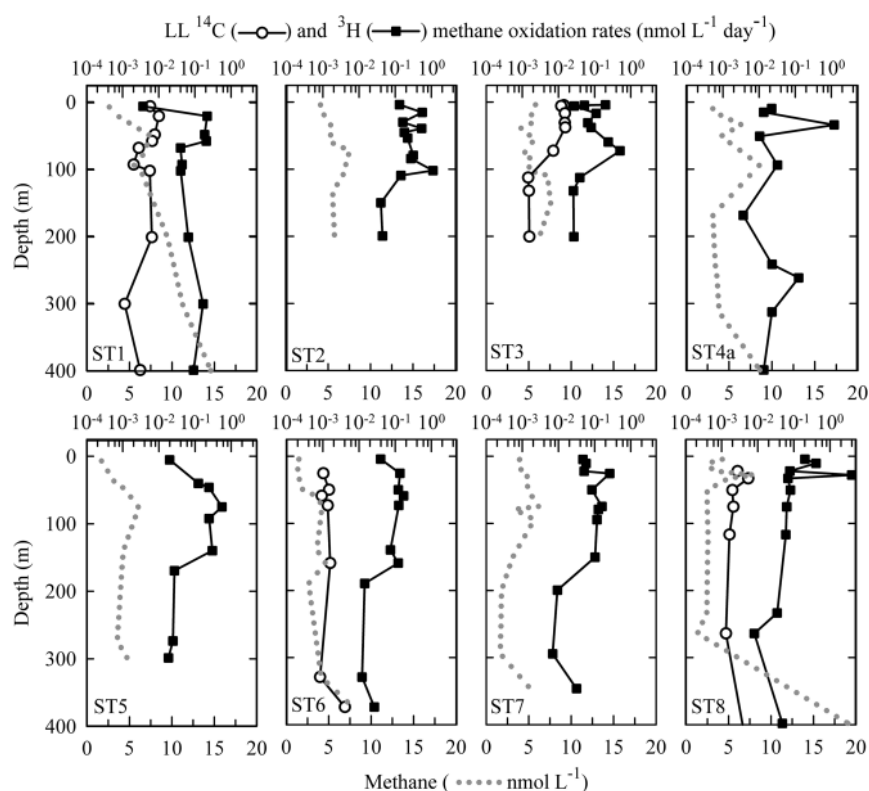 LL ¹⁴C ( ) and ³H ( ) methane oxidation rates (nmol L⁻¹ day⁻¹)
10⁻⁴ 10⁻³ 10⁻² 10⁻¹ 10⁰ 10⁻⁴ 10⁻³ 10⁻² 10⁻¹ 10⁰ 10⁻⁴ 10⁻³ 10⁻² 10⁻¹ 10⁰ 10⁻⁴ 10⁻³ 10⁻² 10⁻¹ 10⁰
0
100
200
300
400
Depth (m)
ST1 ST2 ST3 ST4a
0 5 10 15 20 0 5 10 15 20 0 5 10 15 20 0 5 10 15 20
10⁻⁴ 10⁻³ 10⁻² 10⁻¹ 10⁰ 10⁻⁴ 10⁻³ 10⁻² 10⁻¹ 10⁰ 10⁻⁴ 10⁻³ 10⁻² 10⁻¹ 10⁰ 10⁻⁴ 10⁻³ 10⁻² 10⁻¹ 10⁰
0
100
200
300
400
Depth (m)
ST5 ST6 ST7 ST8
0 5 10 15 20 0 5 10 15 20 0 5 10 15 20 0 5 10 15 20
Methane ( nmol L⁻¹)